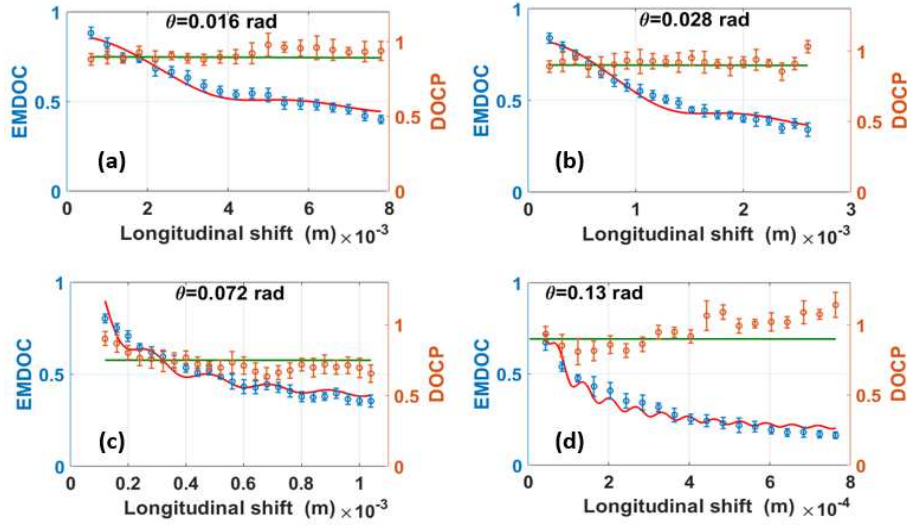 θ=0.016 rad
EMDOC
DOCP
1
0.5
0
1
0.5
0
(a)
0 2 4 6 8
Longitudinal shift (m) ×10⁻³
θ=0.028 rad
EMDOC
DOCP
1
0.5
0
1
0.5
0
(b)
0 1 2 3
Longitudinal shift (m) ×10⁻³
θ=0.072 rad
EMDOC
DOCP
1
0.5
0
1
0.5
0
(c)
0.2 0.4 0.6 0.8 1
Longitudinal shift (m) ×10⁻³
θ=0.13 rad
EMDOC
DOCP
1
0.5
0
1
0.5
0
(d)
0 2 4 6 8
Longitudinal shift (m) ×10⁻⁴